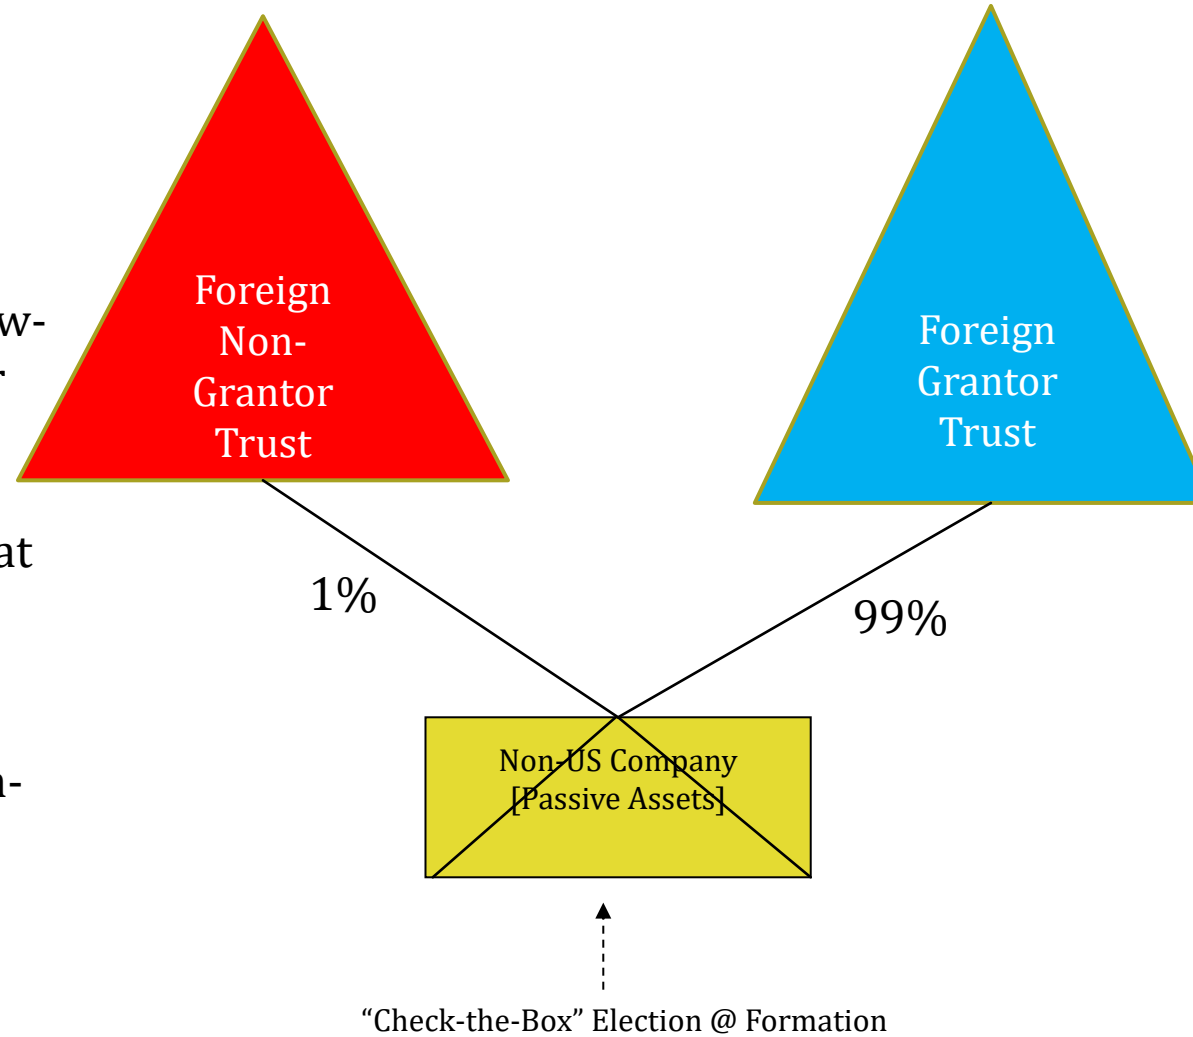 w-
r
at
n-
Foreign
Non-
Grantor
Trust
Foreign
Grantor
Trust
1%
99%
Non-US Company
[Passive Assets]
“Check-the-Box” Election @ Formation